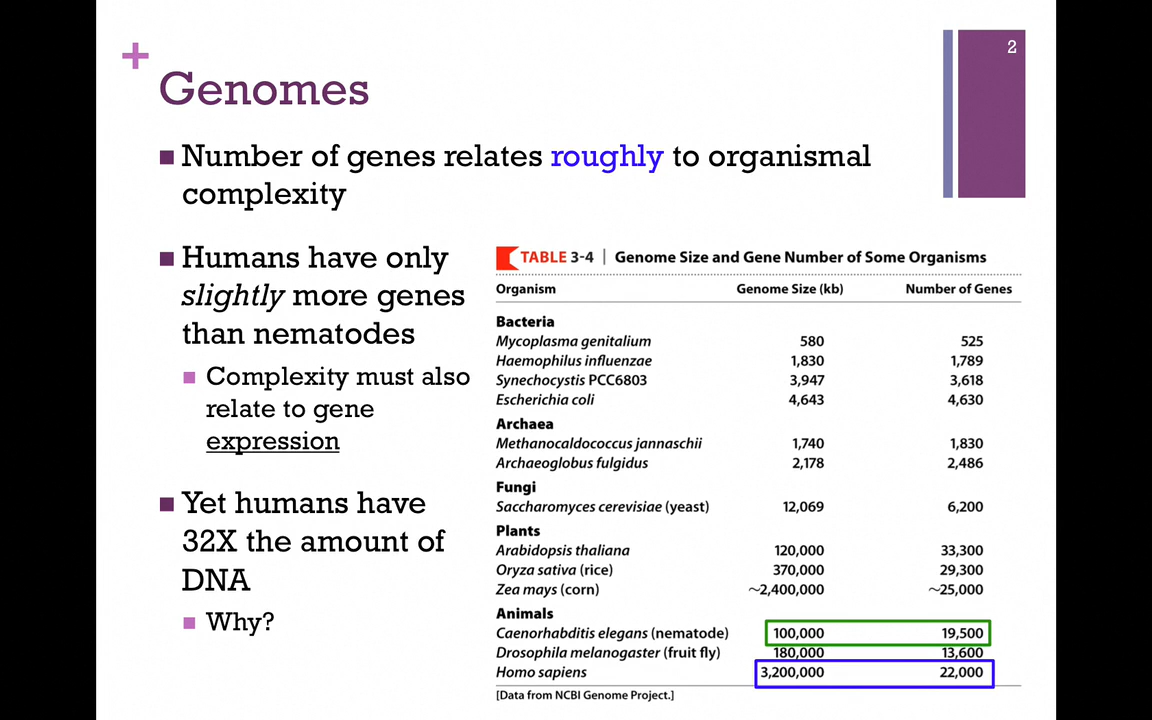 2
+
Genomes
■ Number of genes relates roughly to organismal
complexity
■ Humans have only
slightly more genes
than nematodes
■ Complexity must also
relate to gene
expression
■ Yet humans have
32X the amount of
DNA
■ Why?
TABLE 3-4 | Genome Size and Gene Number of Some Organisms
Organism Genome Size (kb) Number of Genes
Bacteria
Mycoplasma genitalium 580 525
Haemophilus influenzae 1,830 1,789
Synechocystis PCC6803 3,947 3,618
Escherichia coli 4,643 4,630
Archaea
Methanocaldococcus jannaschii 1,740 1,830
Archaeoglobus fulgidus 2,178 2,486
Fungi
Saccharomyces cerevisiae (yeast) 12,069 6,200
Plants
Arabidopsis thaliana 120,000 33,300
Oryza sativa (rice) 370,000 29,300
Zea mays (corn) ~2,400,000 ~25,000
Animals
Caenorhabditis elegans (nematode) 100,000 19,500
Drosophila melanogaster (fruit fly) 180,000 13,600
Homo sapiens 3,200,000 22,000
[Data from NCBI Genome Project.]